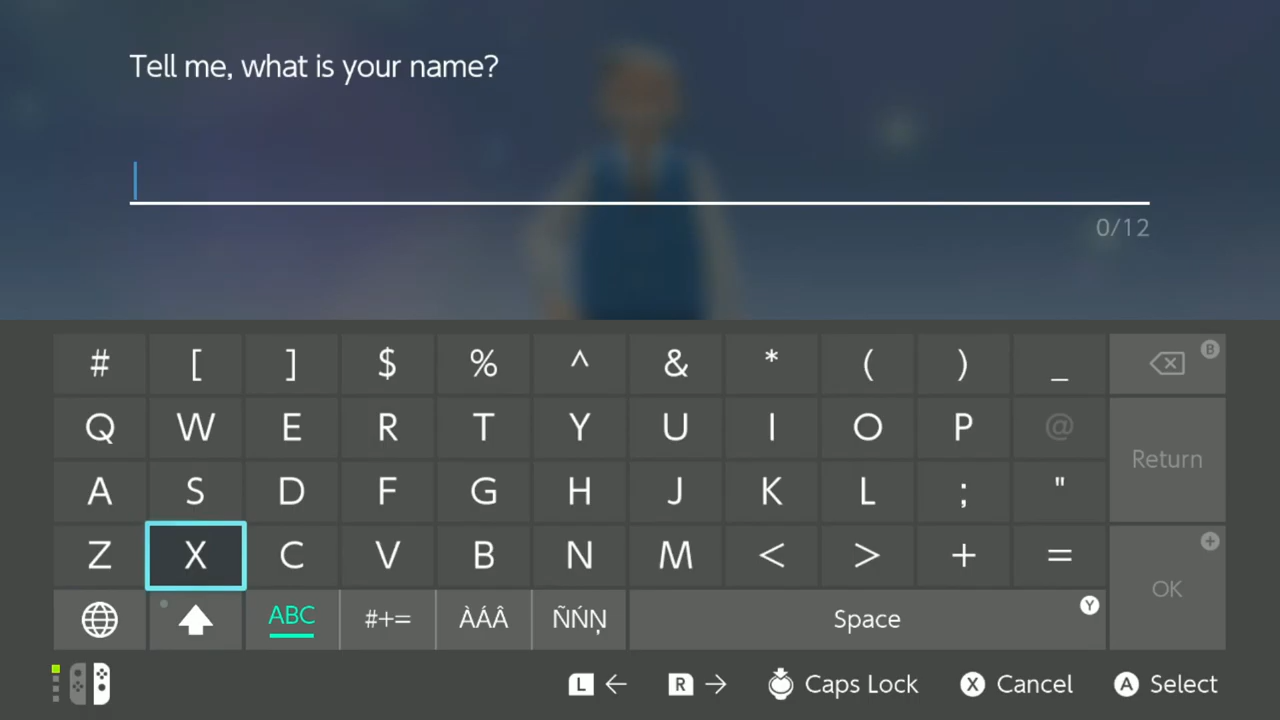 Tell me, what is your name?
0/12
# [ ] $ % ^ & * ( ) _ B
Q W E R T Y U I O P @
Return
A S D F G H J K L ; "
Z X C V B N M < > + = +
OK
ABC #+= ÀÁÂ ÑŃŅ Space Y
L ← R → Caps Lock X Cancel A Select